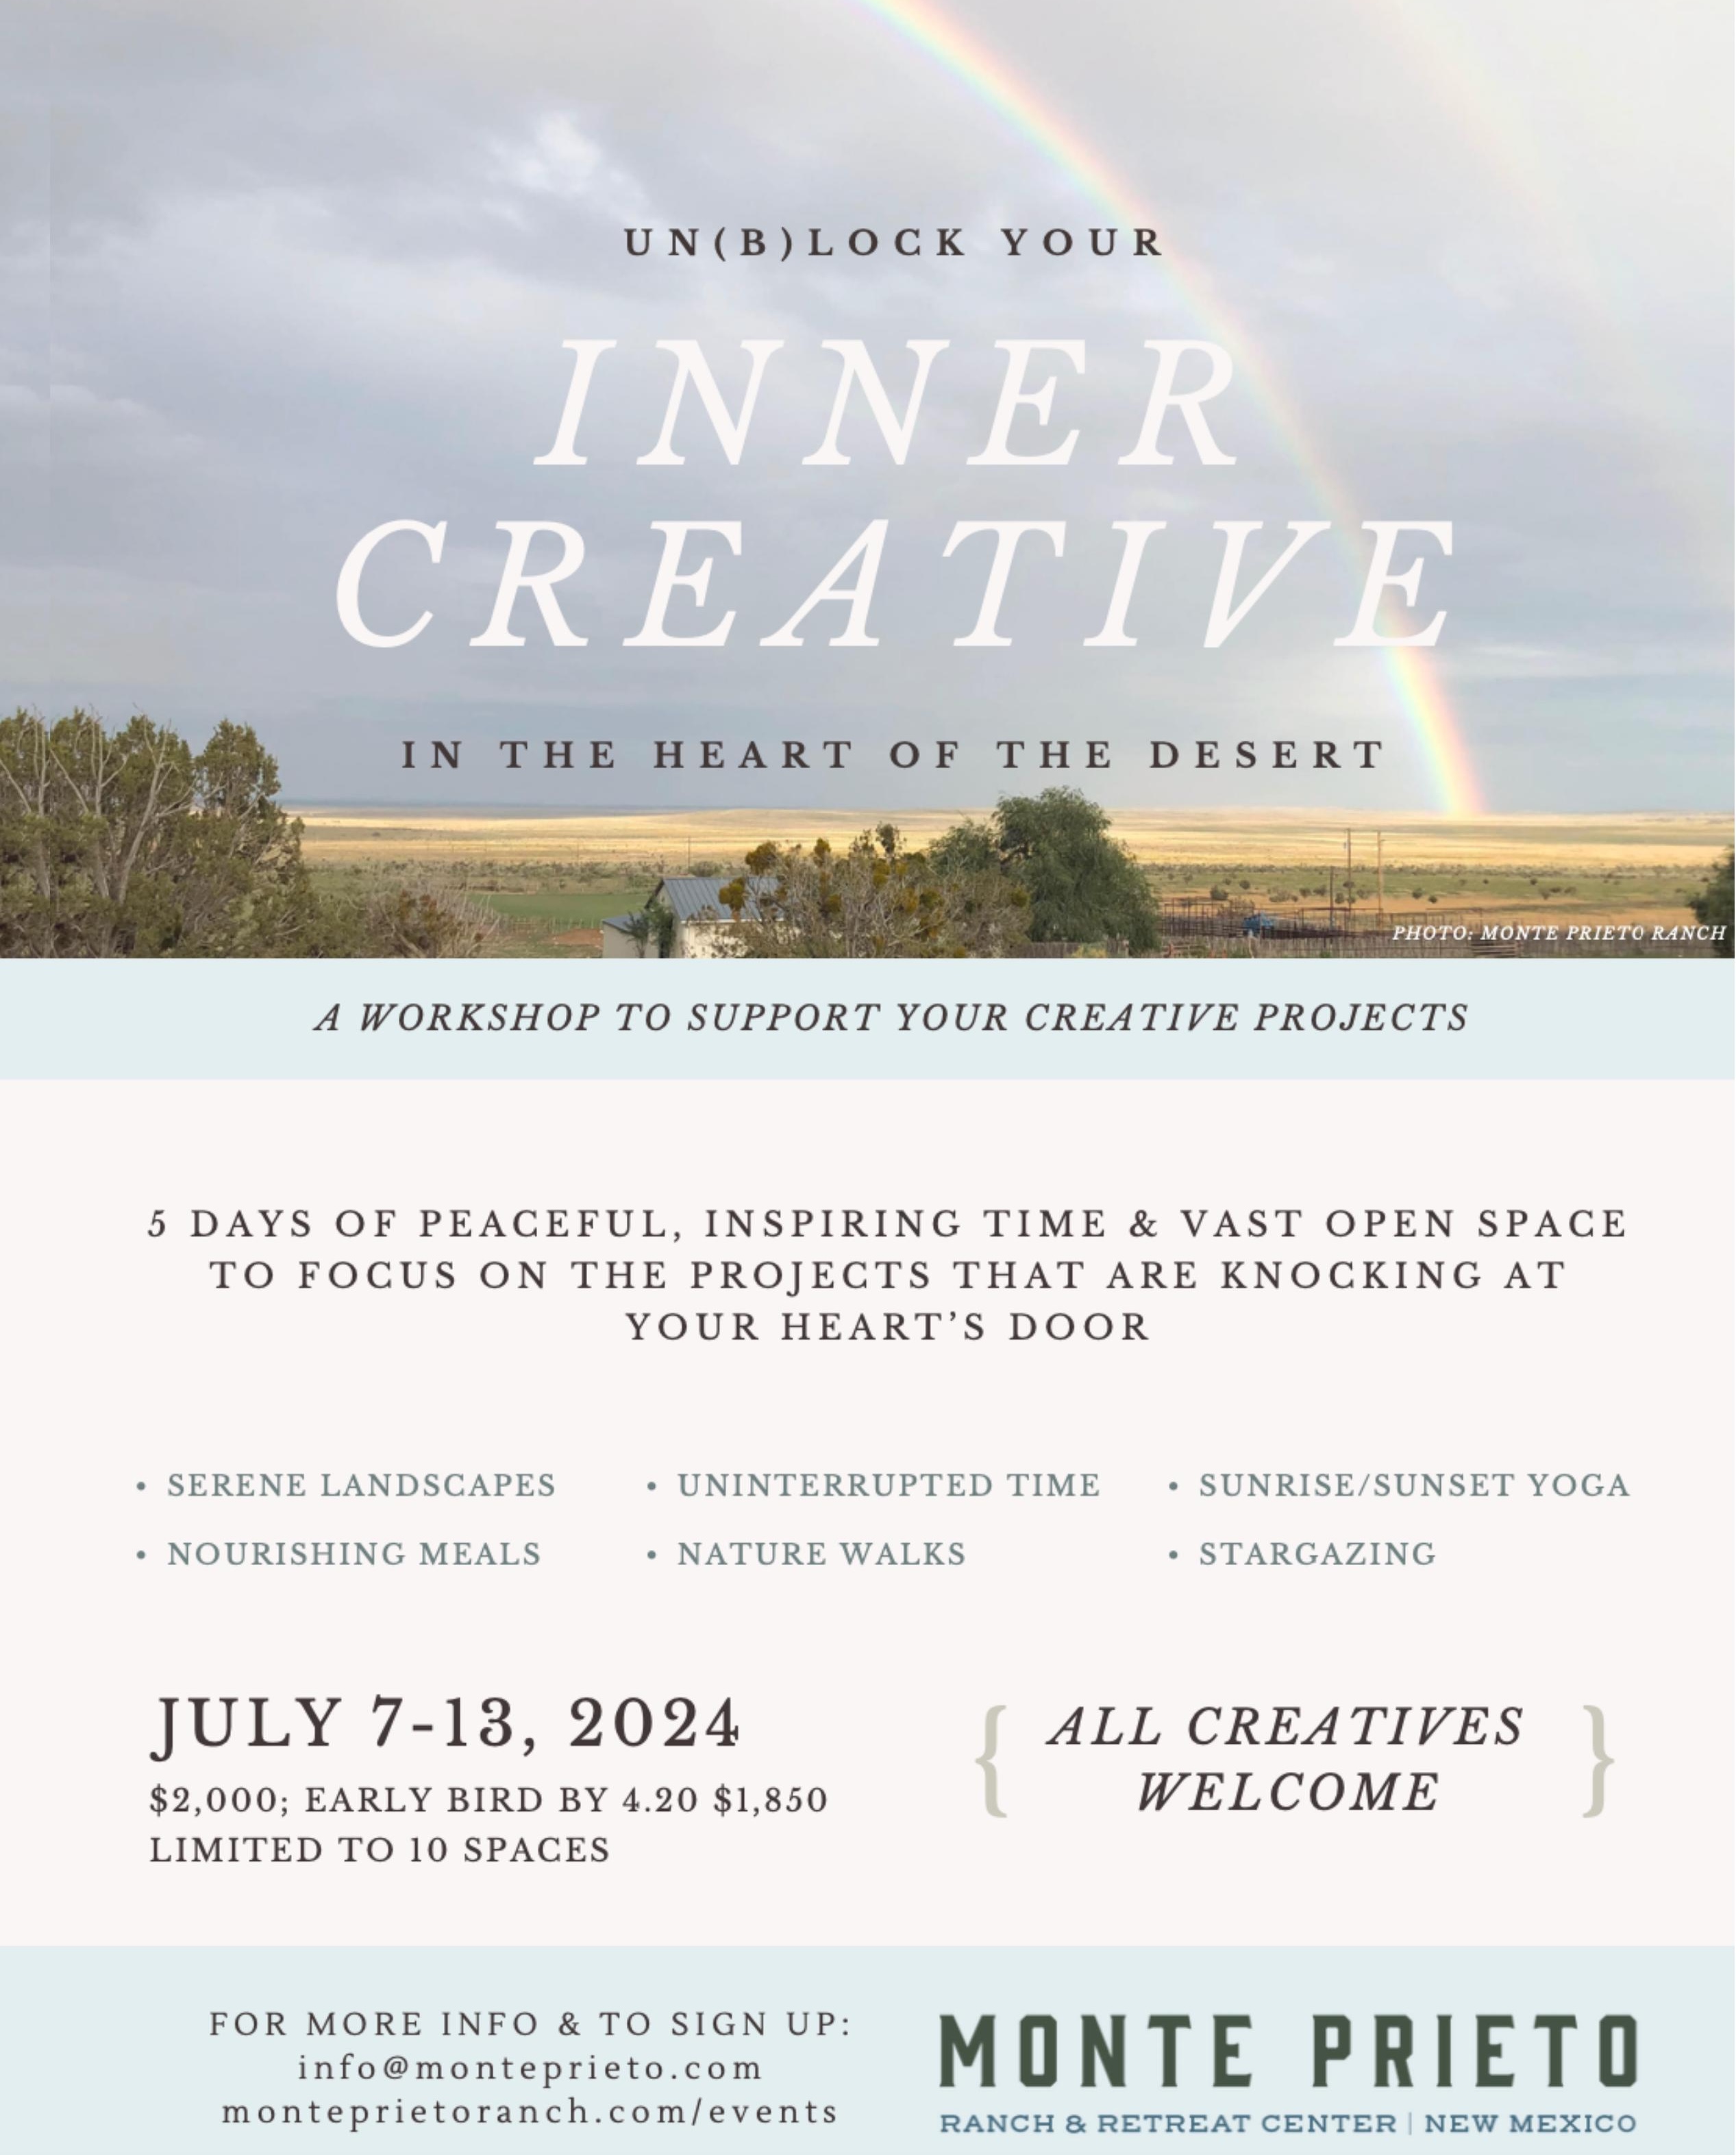 UN(B)LOCK YOUR
INNER
CREATIVE
IN THE HEART OF THE DESERT
PHOTO: MONTE PRIETO RANCH
A WORKSHOP TO SUPPORT YOUR CREATIVE PROJECTS
5 DAYS OF PEACEFUL, INSPIRING TIME & VAST OPEN SPACE
TO FOCUS ON THE PROJECTS THAT ARE KNOCKING AT
YOUR HEART’S DOOR
• SERENE LANDSCAPES
• NOURISHING MEALS
• UNINTERRUPTED TIME
• NATURE WALKS
• SUNRISE/SUNSET YOGA
• STARGAZING
JULY 7-13, 2024
$2,000; EARLY BIRD BY 4.20 $1,850
LIMITED TO 10 SPACES
{ ALL CREATIVES
WELCOME }
FOR MORE INFO & TO SIGN UP:
info@monteprieto.com
monteprietoranch.com/events
MONTE PRIETO
RANCH & RETREAT CENTER | NEW MEXICO